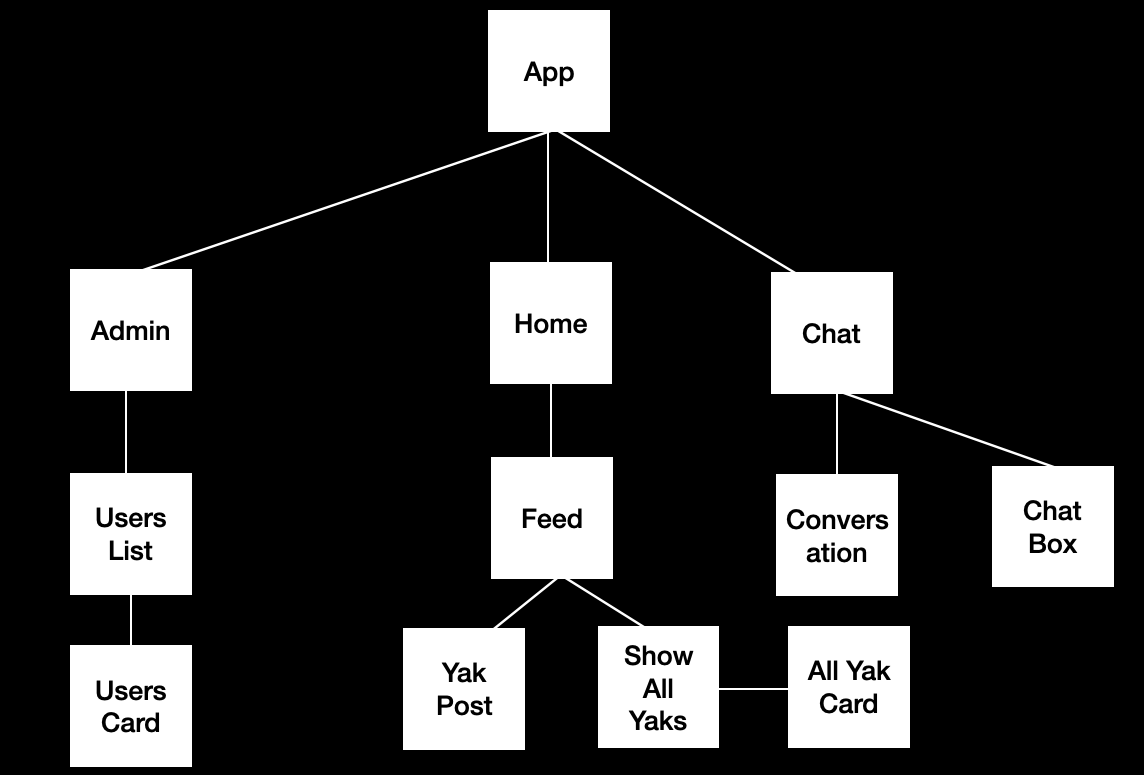 App
Admin
Home
Chat
Users
List
Feed
Convers
ation
Chat
Box
Users
Card
Yak
Post
Show
All
Yaks
All Yak
Card